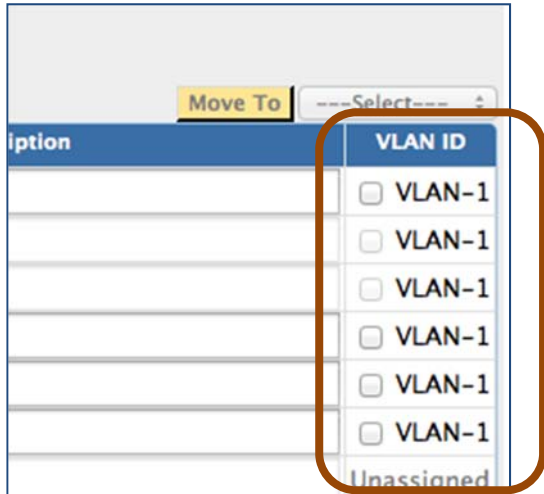 Move To ---Select---
iption VLAN ID
VLAN-1
VLAN-1
VLAN-1
VLAN-1
VLAN-1
VLAN-1
Unassigned